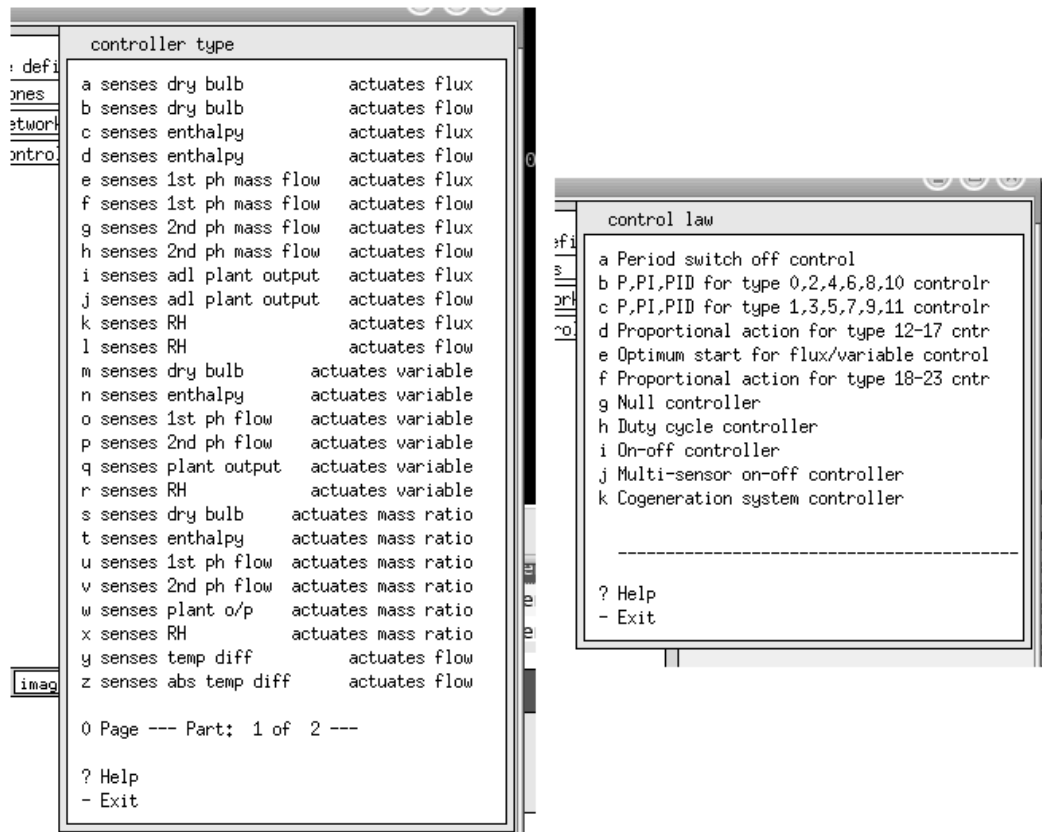 controller type
a senses dry bulb actuates flux
b senses dry bulb actuates flow
c senses enthalpy actuates flux
d senses enthalpy actuates flow
e senses 1st ph mass flow actuates flux
f senses 1st ph mass flow actuates flow
g senses 2nd ph mass flow actuates flux
h senses 2nd ph mass flow actuates flow
i senses adl plant output actuates flux
j senses adl plant output actuates flow
k senses RH actuates flux
l senses RH actuates flow
m senses dry bulb actuates variable
n senses enthalpy actuates variable
o senses 1st ph flow actuates variable
p senses 2nd ph flow actuates variable
q senses plant output actuates variable
r senses RH actuates variable
s senses dry bulb actuates mass ratio
t senses enthalpy actuates mass ratio
u senses 1st ph flow actuates mass ratio
v senses 2nd ph flow actuates mass ratio
w senses plant o/p actuates mass ratio
x senses RH actuates mass ratio
y senses temp diff actuates flow
z senses abs temp diff actuates flow
0 Page --- Part: 1 of 2 ---
? Help
- Exit
imag
control law
a Period switch off control
b P,PI,PID for type 0,2,4,6,8,10 controlr
c P,PI,PID for type 1,3,5,7,9,11 controlr
d Proportional action for type 12-17 cntr
e Optimum start for flux/variable control
f Proportional action for type 18-23 cntr
g Null controller
h Duty cycle controller
i On-off controller
j Multi-sensor on-off controller
k Cogeneration system controller
? Help
- Exit